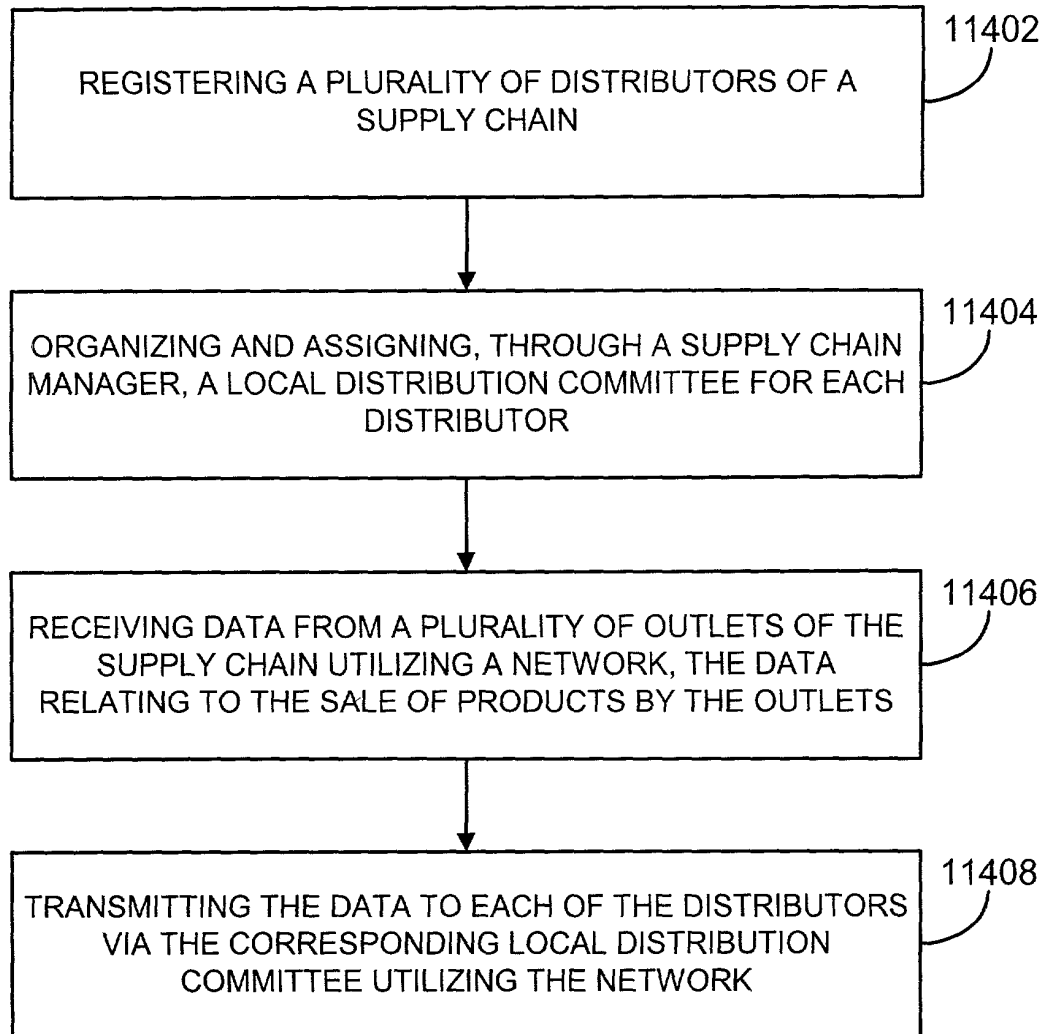 11402
REGISTERING A PLURALITY OF DISTRIBUTORS OF A
SUPPLY CHAIN
11404
ORGANIZING AND ASSIGNING, THROUGH A SUPPLY CHAIN
MANAGER, A LOCAL DISTRIBUTION COMMITTEE FOR EACH
DISTRIBUTOR
11406
RECEIVING DATA FROM A PLURALITY OF OUTLETS OF THE
SUPPLY CHAIN UTILIZING A NETWORK, THE DATA
RELATING TO THE SALE OF PRODUCTS BY THE OUTLETS
11408
TRANSMITTING THE DATA TO EACH OF THE DISTRIBUTORS
VIA THE CORRESPONDING LOCAL DISTRIBUTION
COMMITTEE UTILIZING THE NETWORK